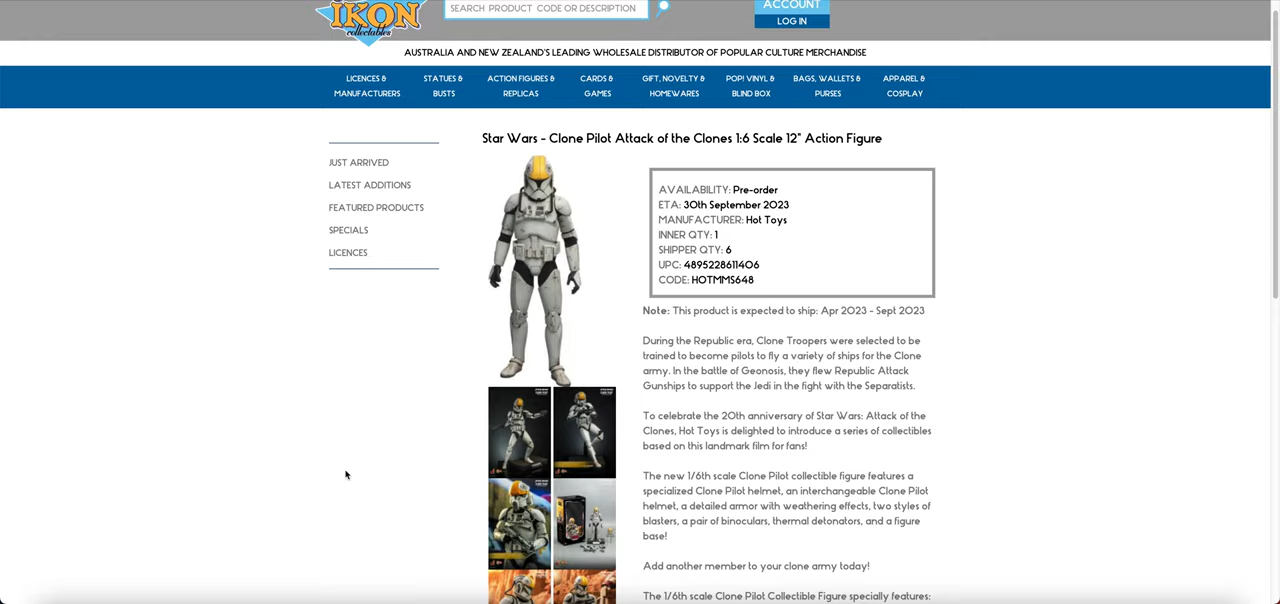 IKON
collectables
SEARCH PRODUCT CODE OR DESCRIPTION
ACCOUNT
LOG IN
AUSTRALIA AND NEW ZEALAND'S LEADING WHOLESALE DISTRIBUTOR OF POPULAR CULTURE MERCHANDISE
LICENCES &
MANUFACTURERS
STATUES &
BUSTS
ACTION FIGURES &
REPLICAS
CARDS &
GAMES
GIFT, NOVELTY &
HOMEWARES
POP! VINYL &
BLIND BOX
BAGS, WALLETS &
PURSES
APPAREL &
COSPLAY
JUST ARRIVED
LATEST ADDITIONS
FEATURED PRODUCTS
SPECIALS
LICENCES
Star Wars - Clone Pilot Attack of the Clones 1:6 Scale 12" Action Figure
AVAILABILITY: Pre-order
ETA: 30th September 2023
MANUFACTURER: Hot Toys
INNER QTY: 1
SHIPPER QTY: 6
UPC: 4895228611406
CODE: HOTMMS648
Note: This product is expected to ship: Apr 2023 - Sept 2023
During the Republic era, Clone Troopers were selected to be
trained to become pilots to fly a variety of ships for the Clone
army. In the battle of Geonosis, they flew Republic Attack
Gunships to support the Jedi in the fight with the Separatists.
To celebrate the 20th anniversary of Star Wars: Attack of the
Clones, Hot Toys is delighted to introduce a series of collectibles
based on this landmark film for fans!
The new 1/6th scale Clone Pilot collectible figure features a
specialized Clone Pilot helmet, an interchangeable Clone Pilot
helmet, a detailed armor with weathering effects, two styles of
blasters, a pair of binoculars, thermal detonators, and a figure
base!
Add another member to your clone army today!
The 1/6th scale Clone Pilot Collectible Figure specially features: